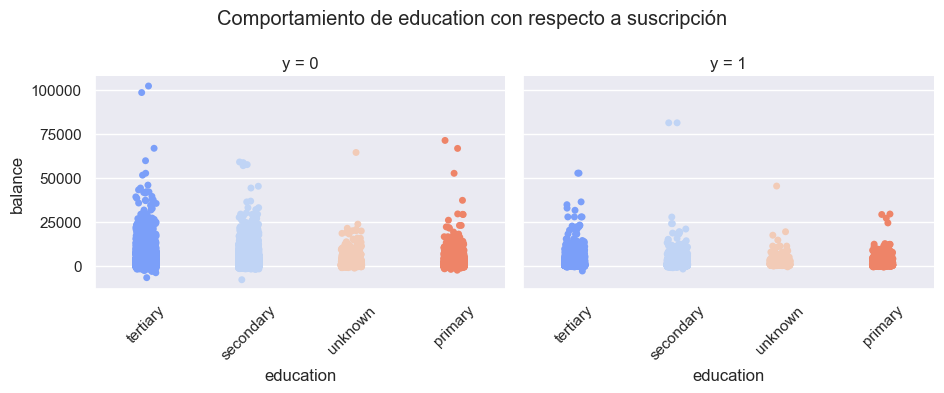 Comportamiento de education con respecto a suscripción
y = 0
y = 1
100000
75000
50000
25000
0
balance
tertiary
secondary
unknown
primary
education
tertiary
secondary
unknown
primary
education